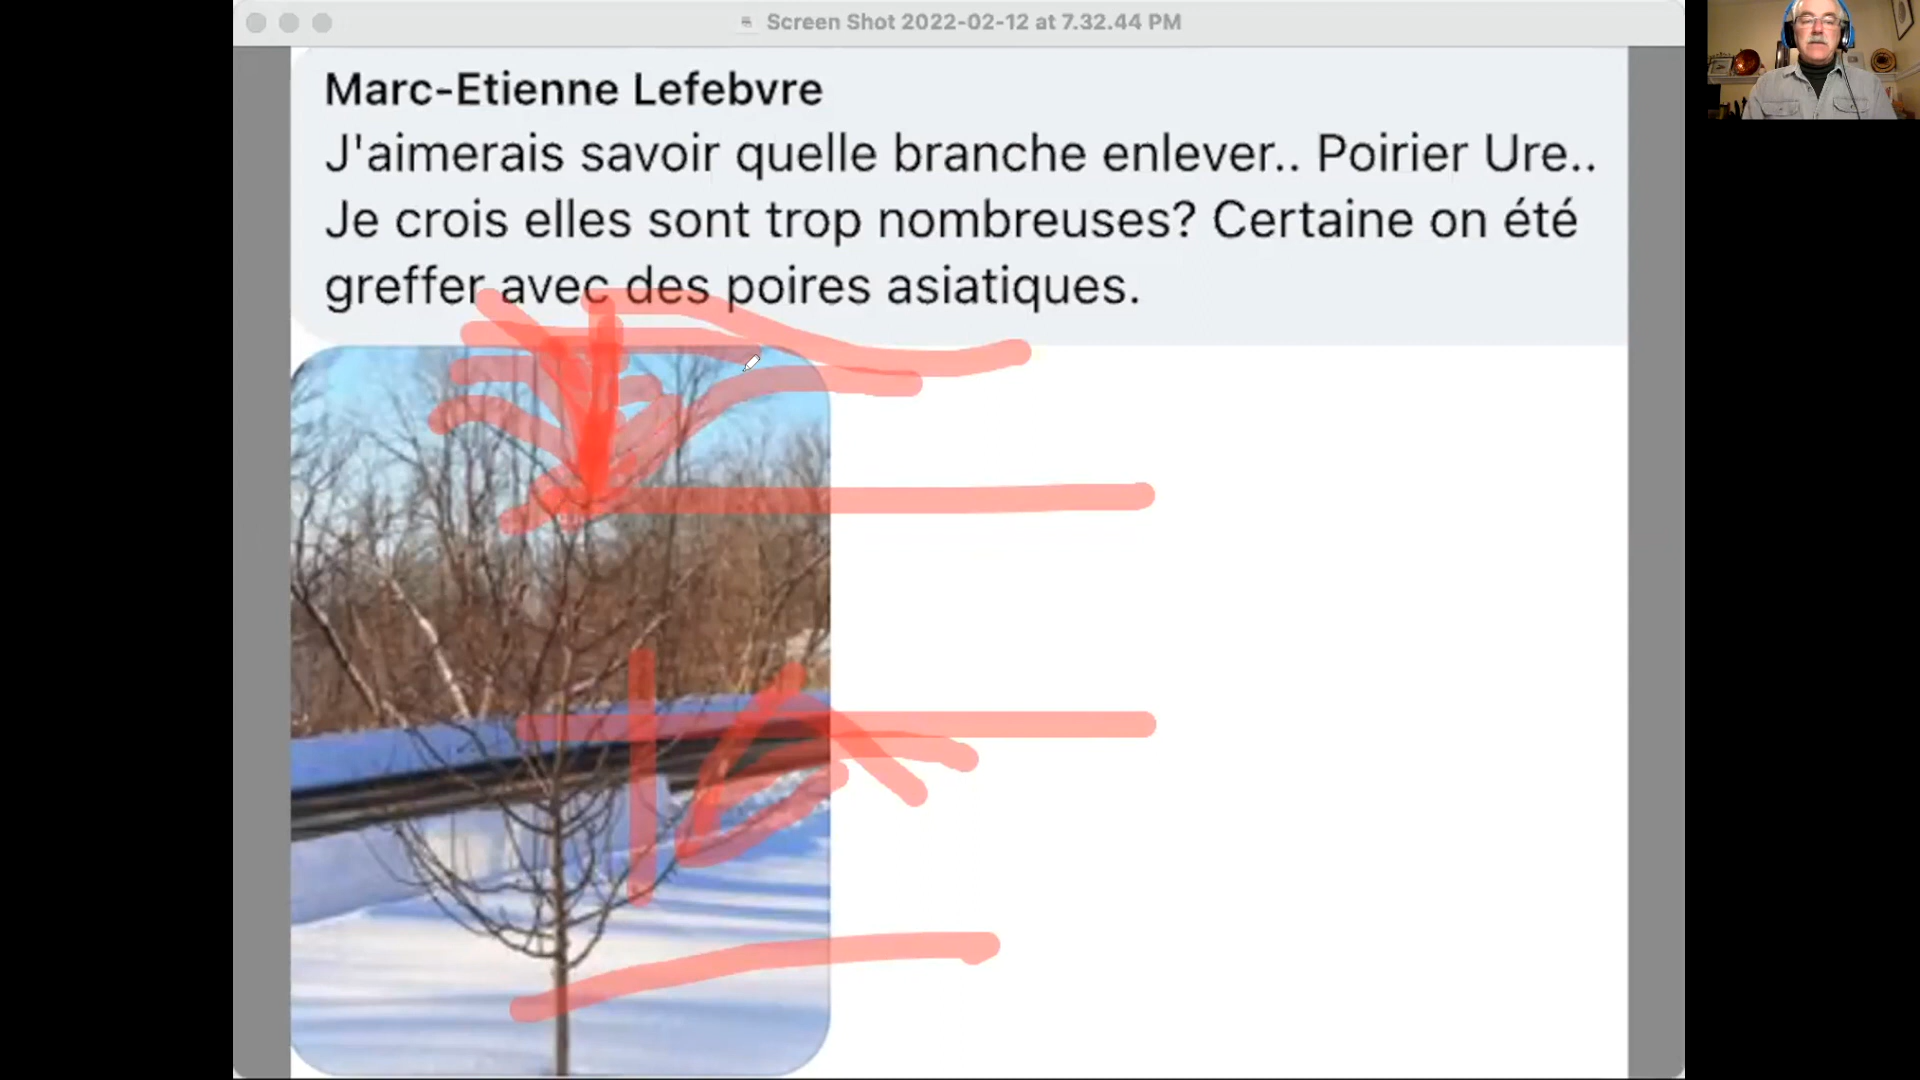 Screen Shot 2022-02-12 at 7.32.44 PM
Marc-Etienne Lefebvre
J'aimerais savoir quelle branche enlever.. Poirier Ure..
Je crois elles sont trop nombreuses? Certaine on été
greffer avec des poires asiatiques.